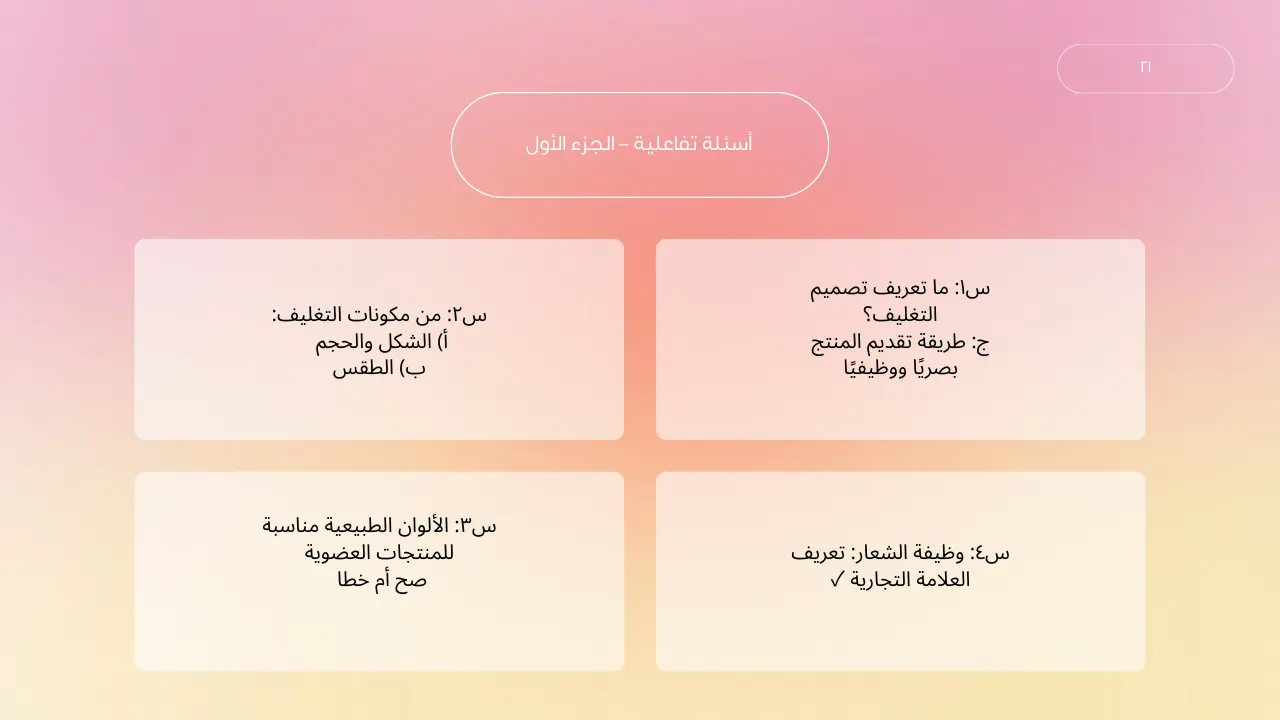 ٢١
أسئلة تفاعلية – الجزء الأول
س١: ما تعريف تصميم
التغليف؟
ج: طريقة تقديم المنتج
بصريًا ووظيفيًا
س٢: من مكونات التغليف:
أ) الشكل والحجم
ب) الطقس
س٣: الألوان الطبيعية مناسبة
للمنتجات العضوية
صح أم خطا
س٤: وظيفة الشعار: تعريف
العلامة التجارية ✓